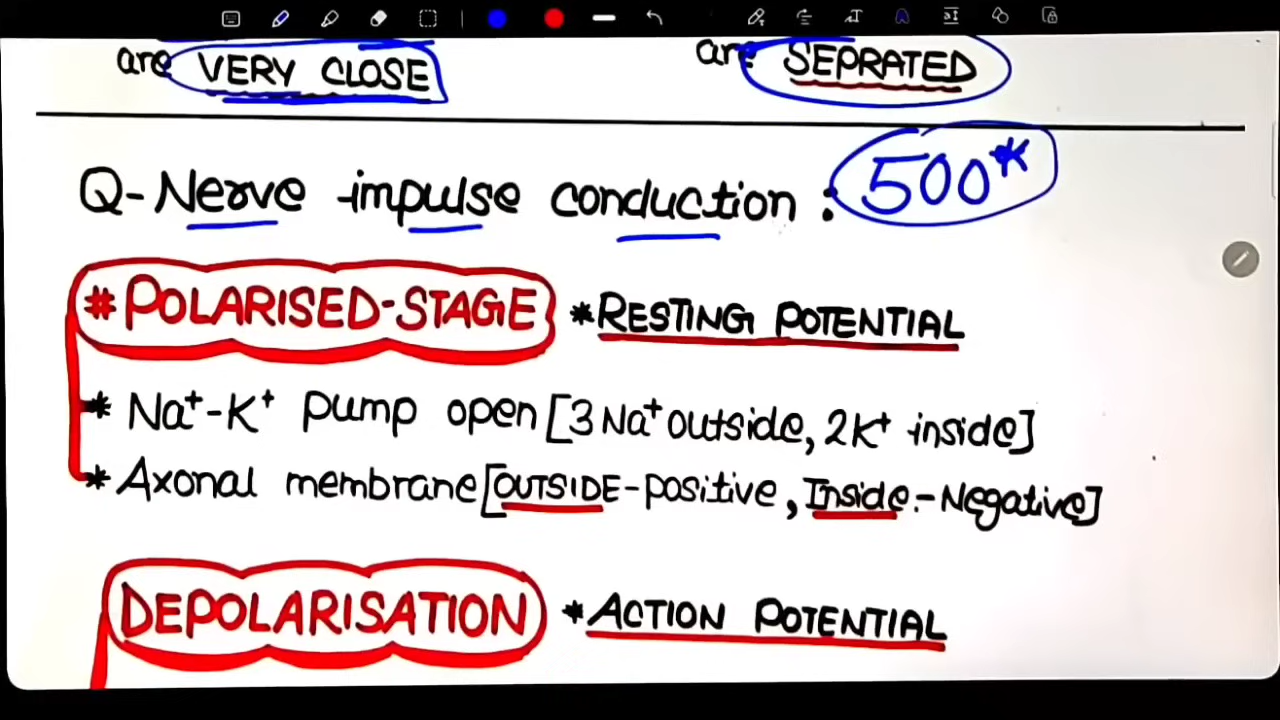 are VERY CLOSE
are SEPRATED
Q-Nerve impulse conduction : 500*
#POLARISED-STAGE *RESTING POTENTIAL
* Na⁺-K⁺ pump open [3 Na⁺ outside, 2K⁺ inside]
* Axonal membrane [OUTSIDE-positive, Inside-Negative]
DEPOLARISATION *ACTION POTENTIAL